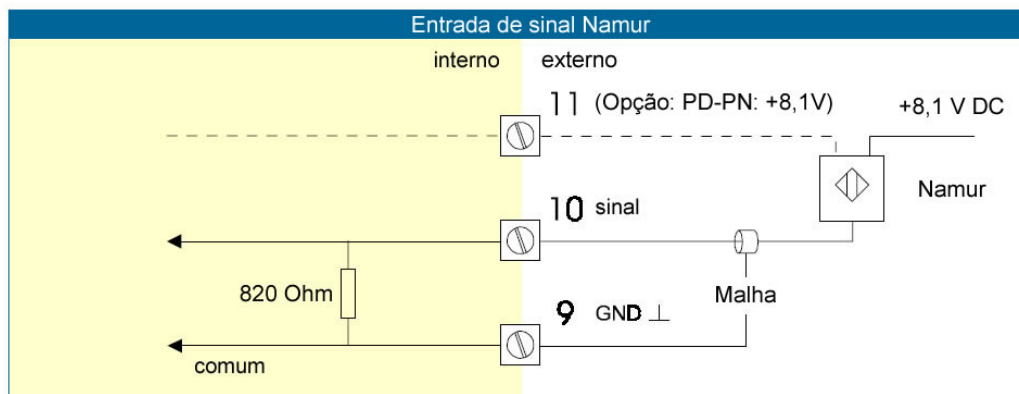 Entrada de sinal Namur
interno
externo
11 (Opção: PD-PN: +8,1V)
+8,1 V DC
Namur
10 sinal
820 Ohm
Malha
9 GND ⊥
comum